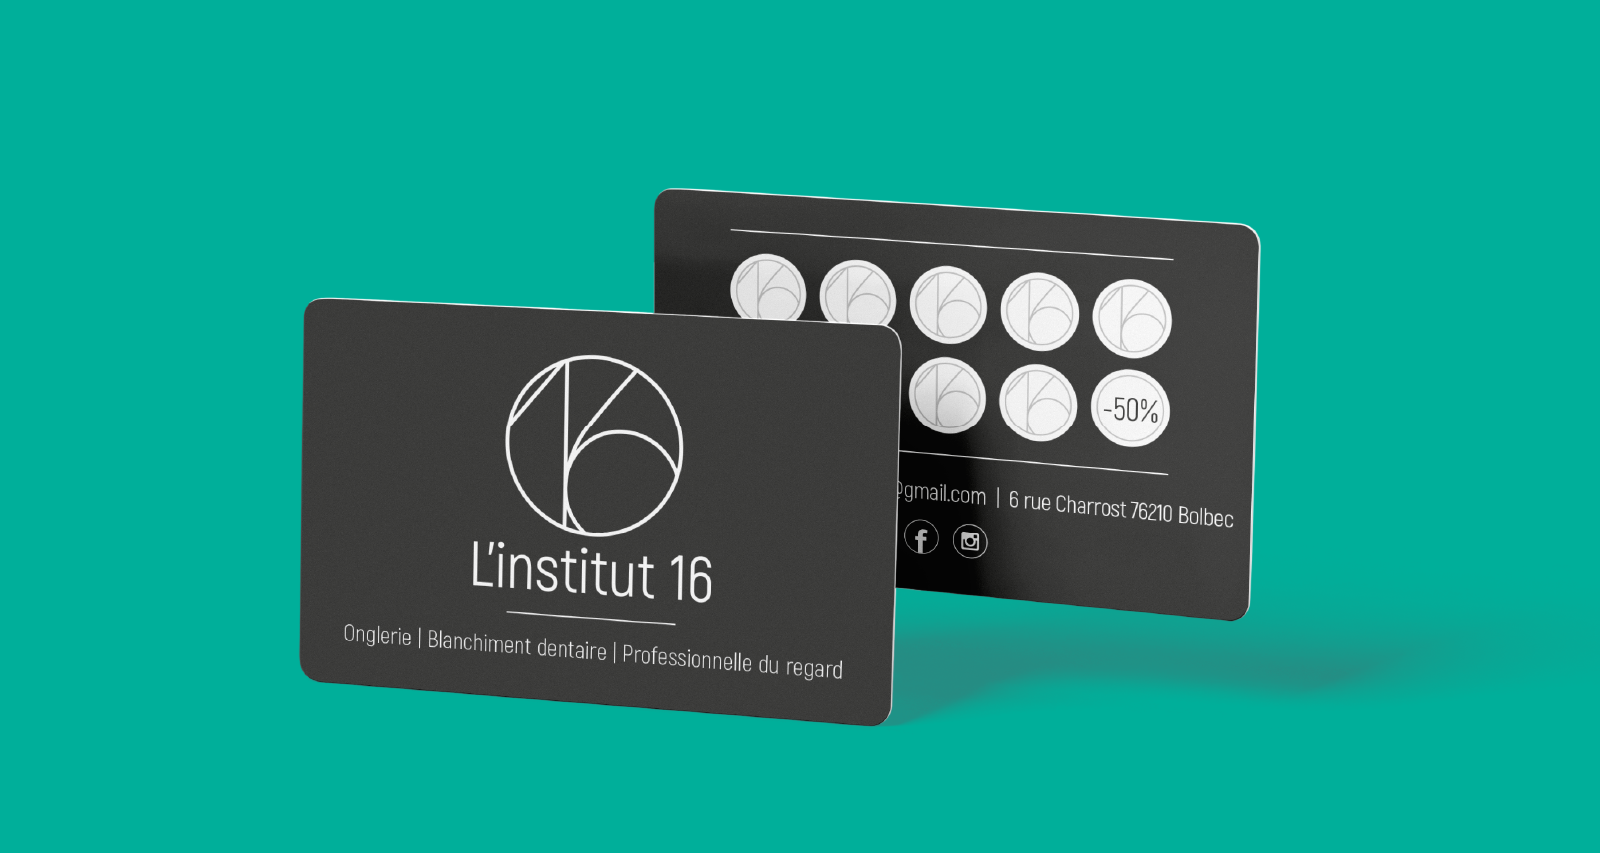 L'institut 16
Onglerie | Blanchiment dentaire | Professionnelle du regard
-50%
@gmail.com | 6 rue Charrost 76210 Bolbec